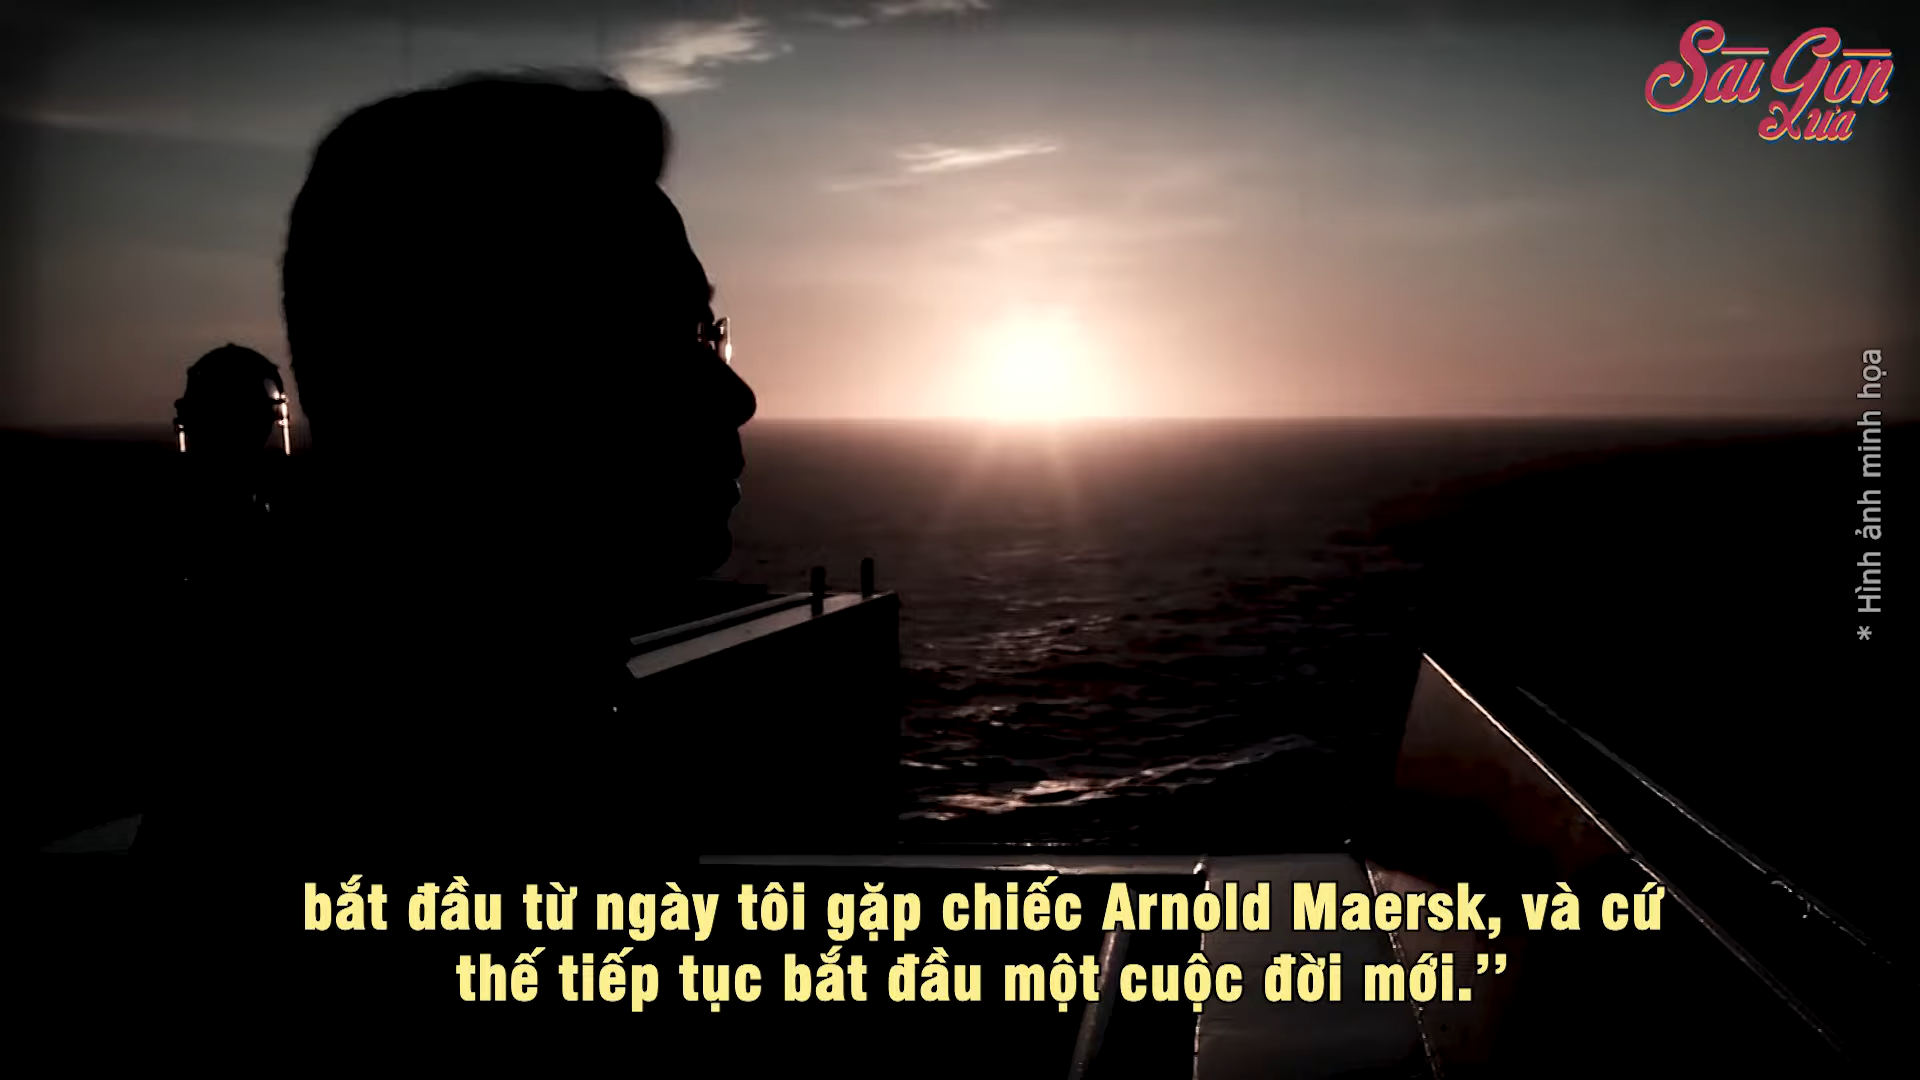 Sài Gòn
Xưa
* Hình ảnh minh họa
bắt đầu từ ngày tôi gặp chiếc Arnold Maersk, và cứ
thế tiếp tục bắt đầu một cuộc đời mới.’’